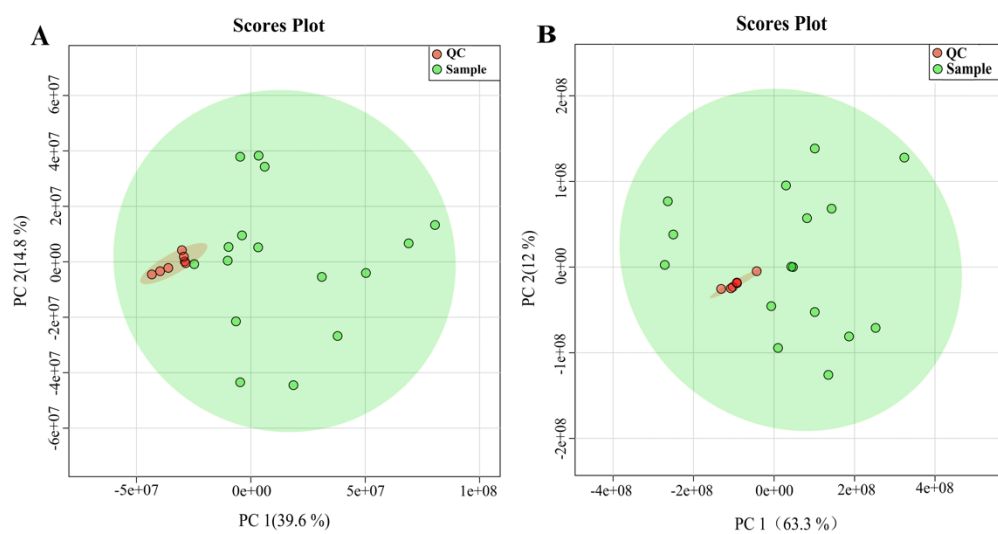 A
Scores Plot
QC
Sample
PC 2(14.8 %)
6e+07
4e+07
2e+07
0e+00
-2e+07
-4e+07
-6e+07
-5e+07 0e+00 5e+07 1e+08
PC 1(39.6 %)
B
Scores Plot
QC
Sample
PC 2(12 %)
2e+08
1e+08
0e+00
-1e+08
-2e+08
-4e+08 -2e+08 0e+00 2e+08 4e+08
PC 1（63.3 %）